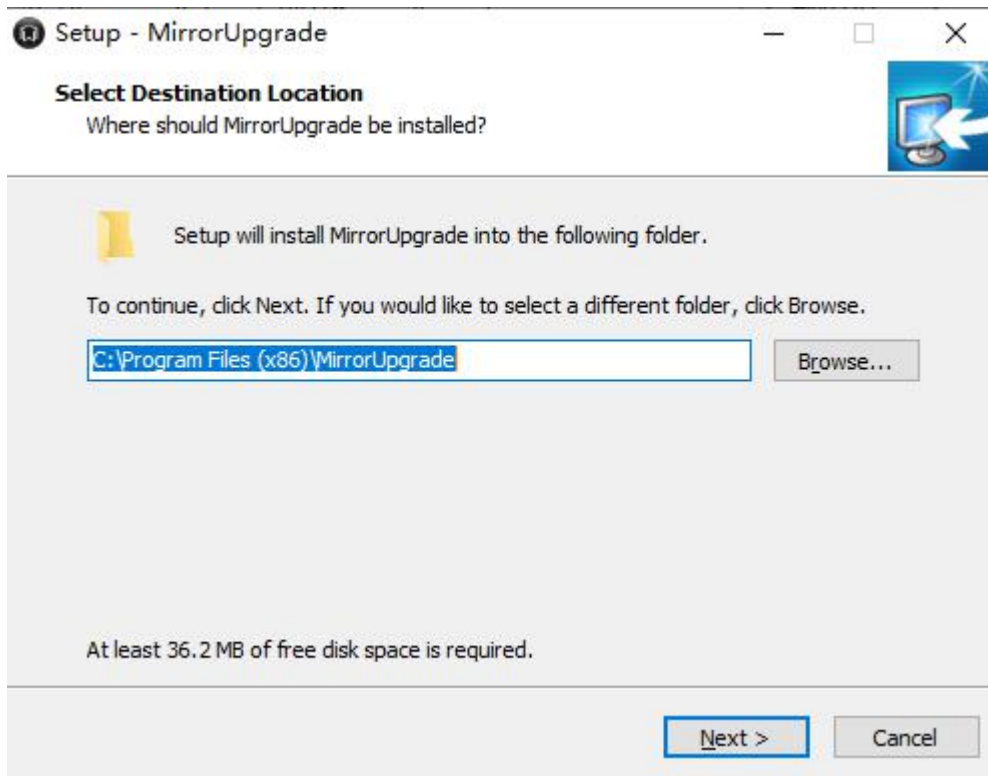 Setup - MirrorUpgrade
Select Destination Location
Where should MirrorUpgrade be installed?
Setup will install MirrorUpgrade into the following folder.
To continue, click Next. If you would like to select a different folder, click Browse.
C:\Program Files (x86)\MirrorUpgrade
Browse...
At least 36.2 MB of free disk space is required.
Next >
Cancel